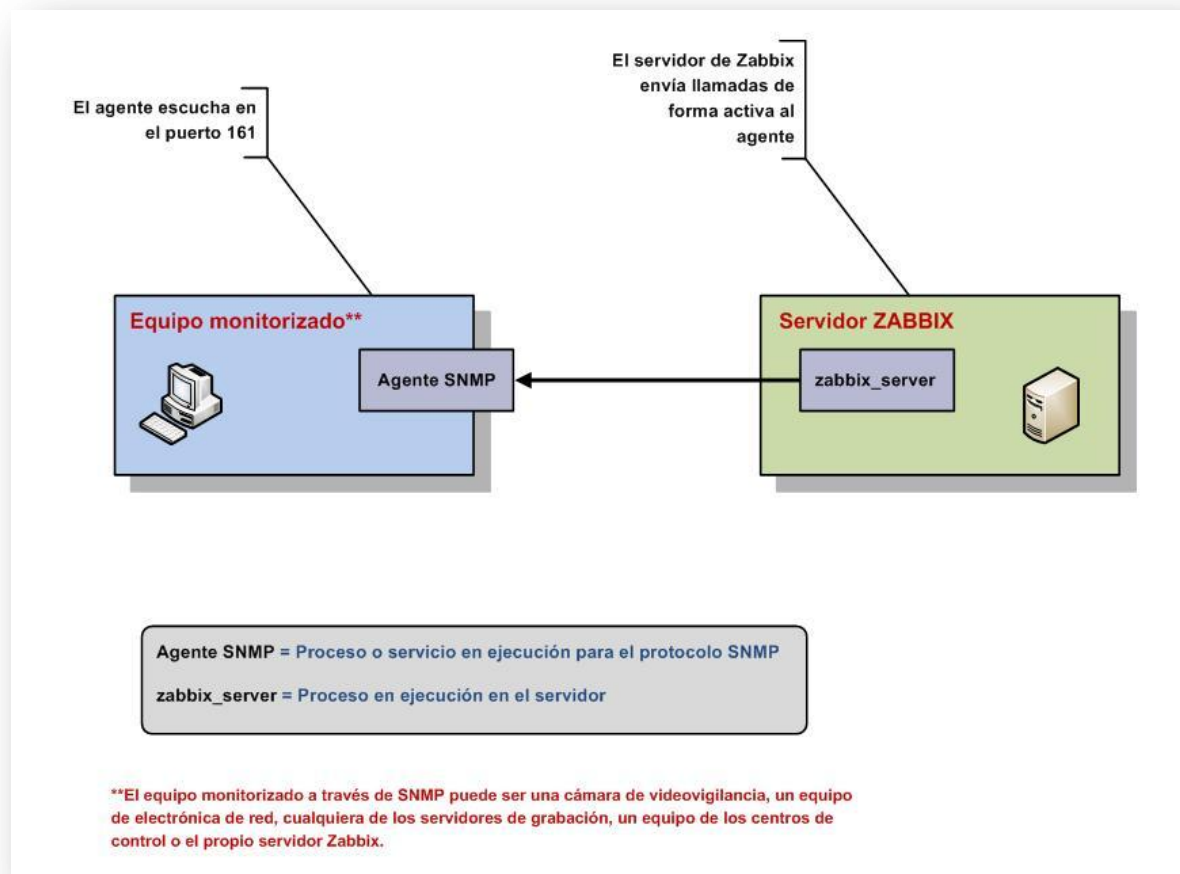 El agente escucha en
el puerto 161
El servidor de Zabbix
envía llamadas de
forma activa al
agente
Equipo monitorizado**
Agente SNMP
Servidor ZABBIX
zabbix_server
Agente SNMP = Proceso o servicio en ejecución para el protocolo SNMP
zabbix_server = Proceso en ejecución en el servidor
**El equipo monitorizado a través de SNMP puede ser una cámara de videovigilancia, un equipo
de electrónica de red, cualquiera de los servidores de grabación, un equipo de los centros de
control o el propio servidor Zabbix.